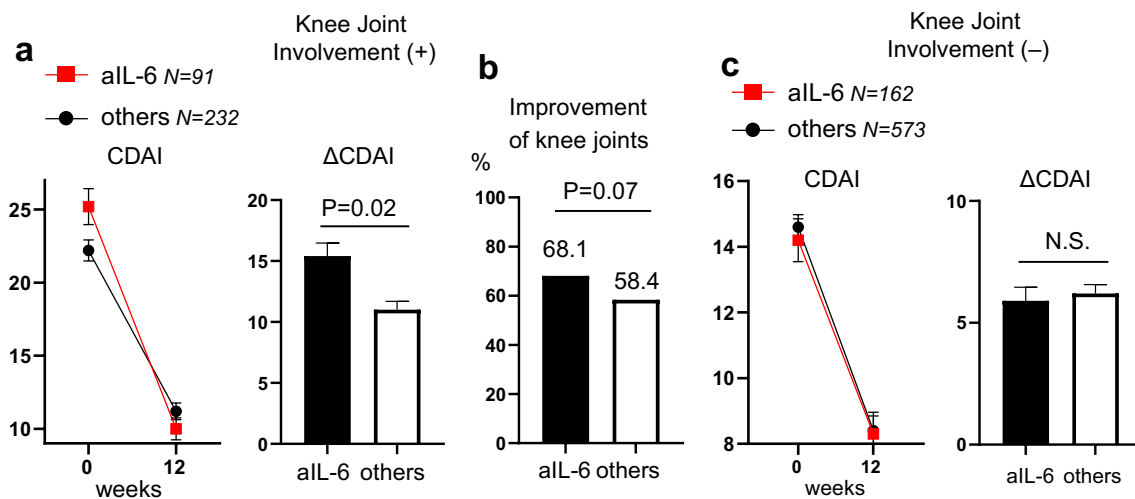 a
Knee Joint
Involvement (+)
aIL-6 N=91
others N=232
CDAI
25
20
15
10
0
12
weeks
ΔCDAI
20
15
10
5
0
P=0.02
aIL-6 others
b
Improvement
of knee joints
%
100
80
60
40
20
0
P=0.07
68.1
58.4
aIL-6 others
c
Knee Joint
Involvement (–)
aIL-6 N=162
others N=573
CDAI
16
14
12
10
8
0
12
weeks
ΔCDAI
10
5
0
N.S.
aIL-6 others